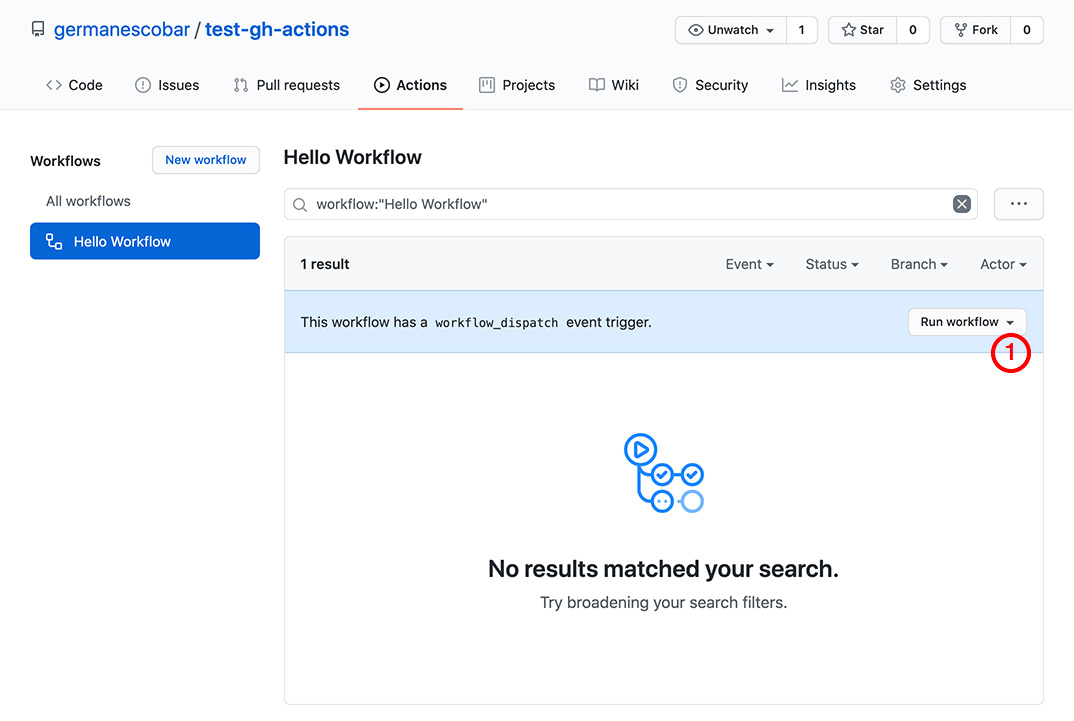 germanescobar / test-gh-actions
Unwatch 1 Star 0 Fork 0
Code Issues Pull requests Actions Projects Wiki Security Insights Settings
Workflows
New workflow
All workflows
Hello Workflow
Hello Workflow
workflow:"Hello Workflow"
1 result
Event Status Branch Actor
This workflow has a workflow_dispatch event trigger.
Run workflow
1
No results matched your search.
Try broadening your search filters.